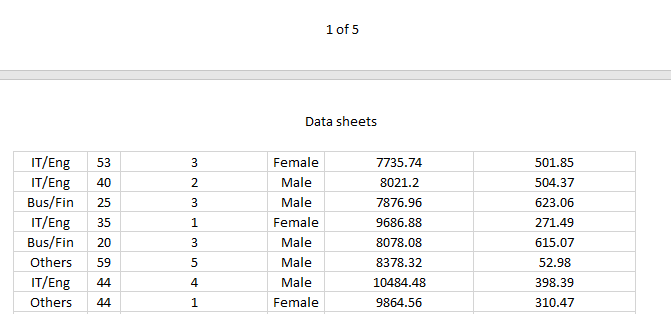 1 of 5
Data sheets
IT/Eng 53 3 Female 7735.74 501.85
IT/Eng 40 2 Male 8021.2 504.37
Bus/Fin 25 3 Male 7876.96 623.06
IT/Eng 35 1 Female 9686.88 271.49
Bus/Fin 20 3 Male 8078.08 615.07
Others 59 5 Male 8378.32 52.98
IT/Eng 44 4 Male 10484.48 398.39
Others 44 1 Female 9864.56 310.47